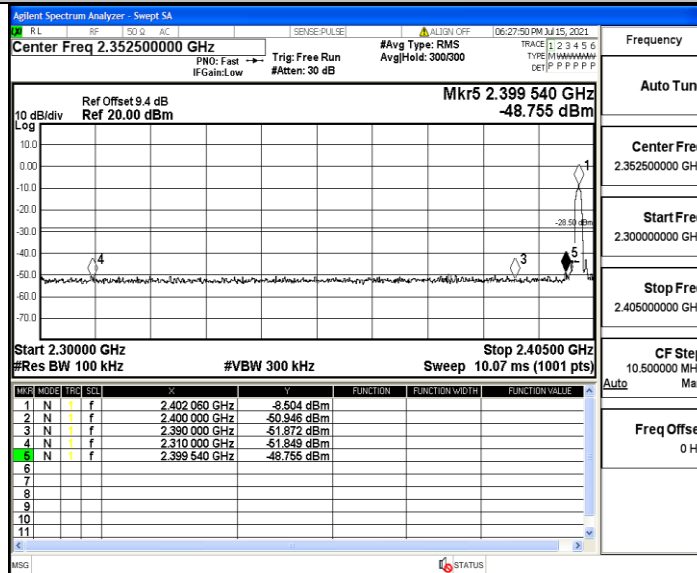 Agilent Spectrum Analyzer - Swept SA
RL RF 50 Ω AC SENSE:PULSE ALIGN OFF 06:27:50 PM Jul 15, 2021
Center Freq 2.352500000 GHz
PNO: Fast Trig: Free Run
IFGain:Low #Atten: 30 dB
#Avg Type: RMS
Avg|Hold: 300/300
TRACE 1 2 3 4 5 6
TYPE M
DET P P P P P P
Ref Offset 9.4 dB
10 dB/div Ref 20.00 dBm
Log
Mkr5 2.399 540 GHz
-48.755 dBm
10.0
0.00
-10.0
-20.0
-30.0
-40.0
-50.0
-60.0
-70.0
1
-28.50 dBm
4
3
5
Start 2.30000 GHz Stop 2.40500 GHz
#Res BW 100 kHz #VBW 300 kHz Sweep 10.07 ms (1001 pts)
MKR MODE TRC SCL X Y FUNCTION FUNCTION WIDTH FUNCTION VALUE
1 N 1 f 2.402 060 GHz -8.504 dBm
2 N 1 f 2.400 000 GHz -50.946 dBm
3 N 1 f 2.390 000 GHz -51.872 dBm
4 N 1 f 2.310 000 GHz -51.849 dBm
5 N 1 f 2.399 540 GHz -48.755 dBm
6
7
8
9
10
11
MSG STATUS
Frequency
Auto Tun
Center Fre
2.352500000 GH
Start Fre
2.300000000 GH
Stop Fre
2.405000000 GH
CF Step
10.500000 MH
Auto Ma
Freq Offse
0 H